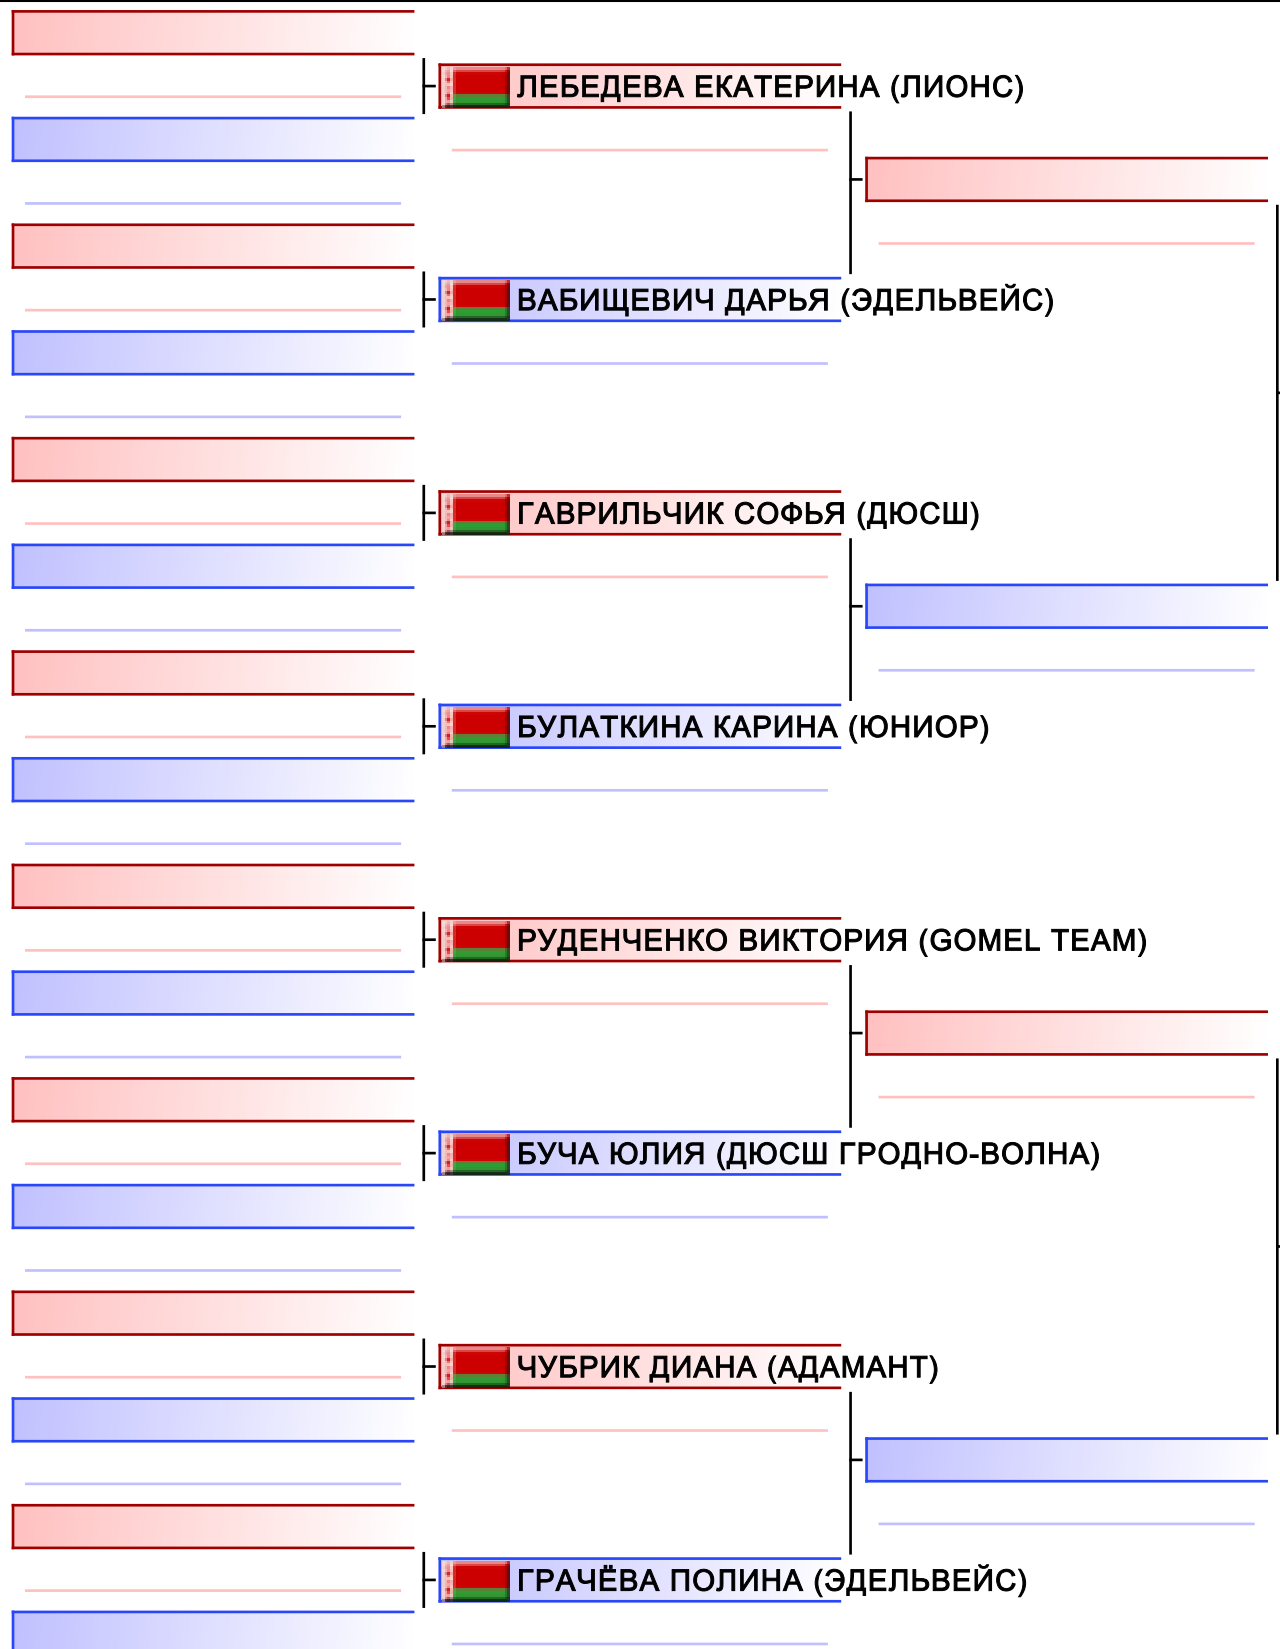 ЛЕБЕДЕВА ЕКАТЕРИНА (ЛИОНС)
ВАБИЩЕВИЧ ДАРЬЯ (ЭДЕЛЬВЕЙС)
ГАВРИЛЬЧИК СОФЬЯ (ДЮСШ)
БУЛАТКИНА КАРИНА (ЮНИОР)
РУДЕНЧЕНКО ВИКТОРИЯ (GOMEL TEAM)
БУЧА ЮЛИЯ (ДЮСШ ГРОДНО-ВОЛНА)
ЧУБРИК ДИАНА (АДАМАНТ)
ГРАЧЁВА ПОЛИНА (ЭДЕЛЬВЕЙС)